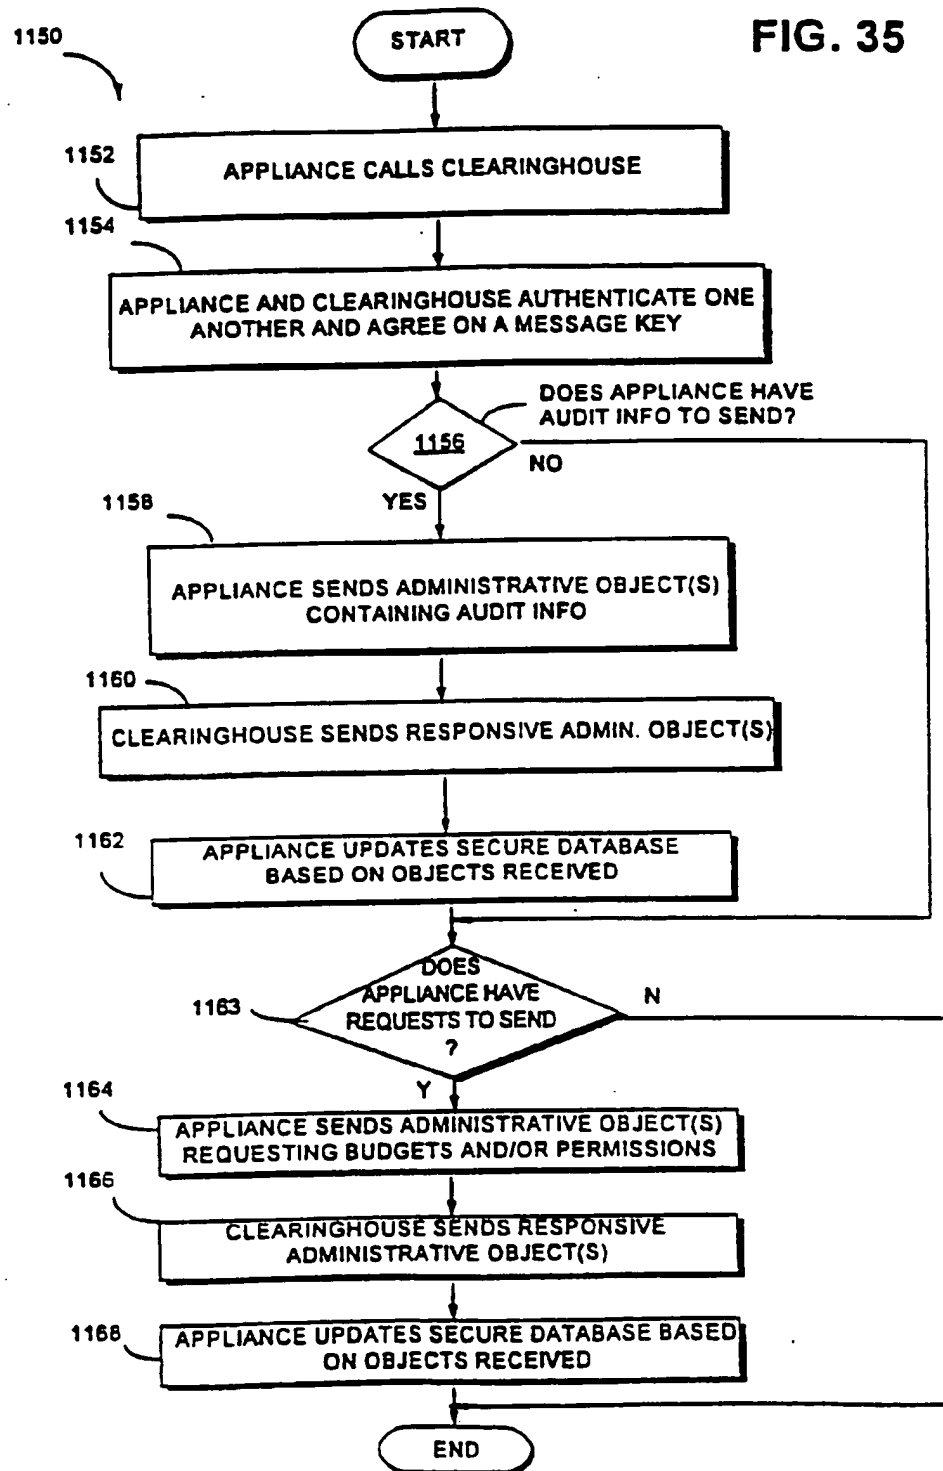 FIG. 35
1150
START
1152
APPLIANCE CALLS CLEARINGHOUSE
1154
APPLIANCE AND CLEARINGHOUSE AUTHENTICATE ONE
ANOTHER AND AGREE ON A MESSAGE KEY
DOES APPLIANCE HAVE
AUDIT INFO TO SEND?
1156
NO
YES
1158
APPLIANCE SENDS ADMINISTRATIVE OBJECT(S)
CONTAINING AUDIT INFO
1160
CLEARINGHOUSE SENDS RESPONSIVE ADMIN. OBJECT(S)
1162
APPLIANCE UPDATES SECURE DATABASE
BASED ON OBJECTS RECEIVED
DOES
APPLIANCE HAVE
REQUESTS TO SEND
?
1163
N
Y
1164
APPLIANCE SENDS ADMINISTRATIVE OBJECT(S)
REQUESTING BUDGETS AND/OR PERMISSIONS
1166
CLEARINGHOUSE SENDS RESPONSIVE
ADMINISTRATIVE OBJECT(S)
1168
APPLIANCE UPDATES SECURE DATABASE BASED
ON OBJECTS RECEIVED
END